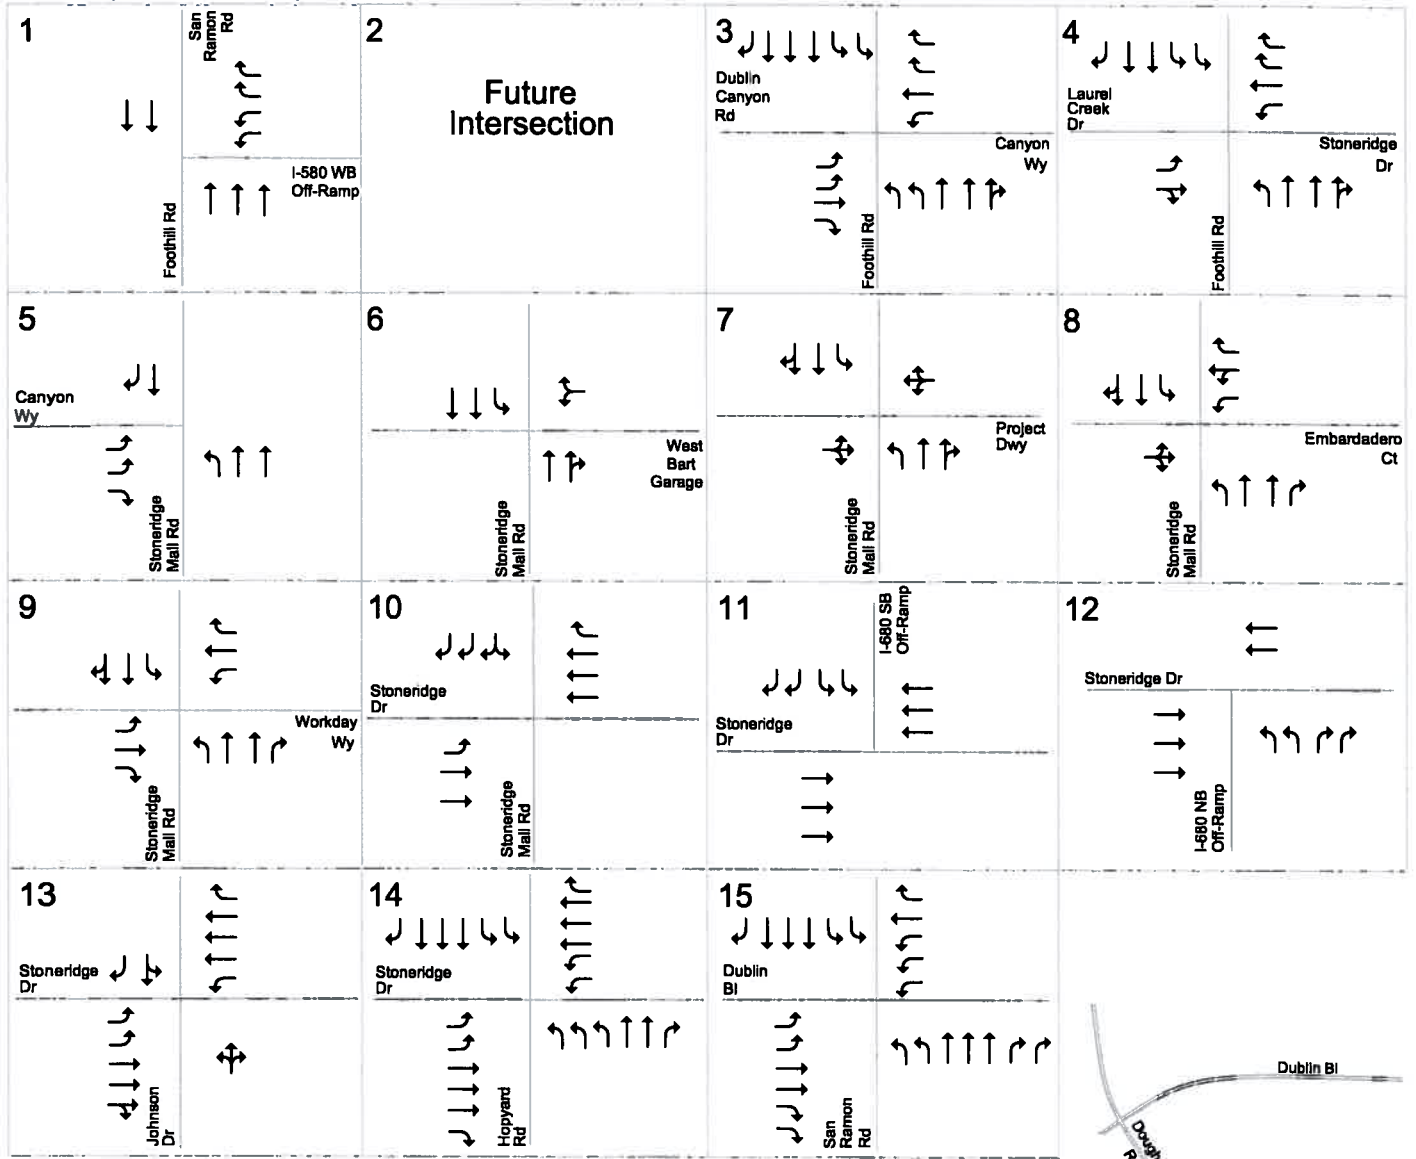 1
San
Ramon
Rd
I-580 WB
Off-Ramp
Foothill Rd
2
Future
Intersection
3
Dublin
Canyon
Rd
Canyon
Wy
Foothill Rd
4
Laurel
Creek
Dr
Stoneridge
Dr
Foothill Rd
5
Canyon
Wy
Stoneridge
Mall Rd
6
West
Bart
Garage
Stoneridge
Mall Rd
7
Project
Dwy
Stoneridge
Mall Rd
8
Embardadero
Ct
Stoneridge
Mall Rd
9
Workday
Wy
Stoneridge
Mall Rd
10
Stoneridge
Dr
Stoneridge
Mall Rd
11
I-680 SB
Off-Ramp
Stoneridge
Dr
12
Stoneridge Dr
I-680 NB
Off-Ramp
13
Stoneridge
Dr
Johnson
Dr
14
Stoneridge
Dr
Hopyard
Rd
15
Dublin
Bl
San
Ramon
Rd
Dublin Bl